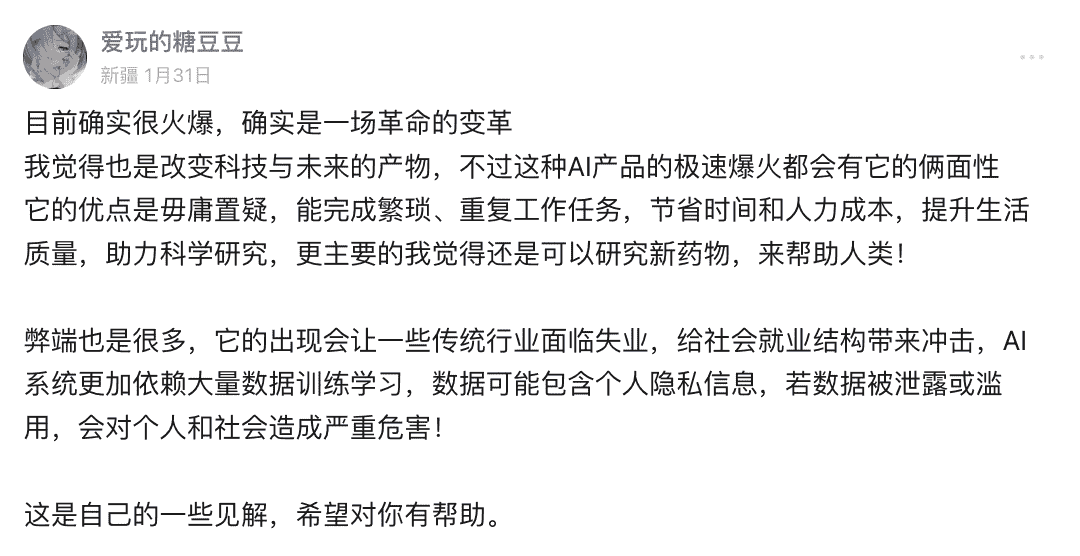 爱玩的糖豆豆
新疆 1月31日
目前确实很火爆，确实是一场革命的变革
我觉得也是改变科技与未来的产物，不过这种AI产品的极速爆火都会有它的俩面性
它的优点是毋庸置疑，能完成繁琐、重复工作任务，节省时间和人力成本，提升生活
质量，助力科学研究，更主要的我觉得还是可以研究新药物，来帮助人类！
弊端也是很多，它的出现会让一些传统行业面临失业，给社会就业结构带来冲击，AI
系统更加依赖大量数据训练学习，数据可能包含个人隐私信息，若数据被泄露或滥
用，会对个人和社会造成严重危害！
这是自己的一些见解，希望对你有帮助。